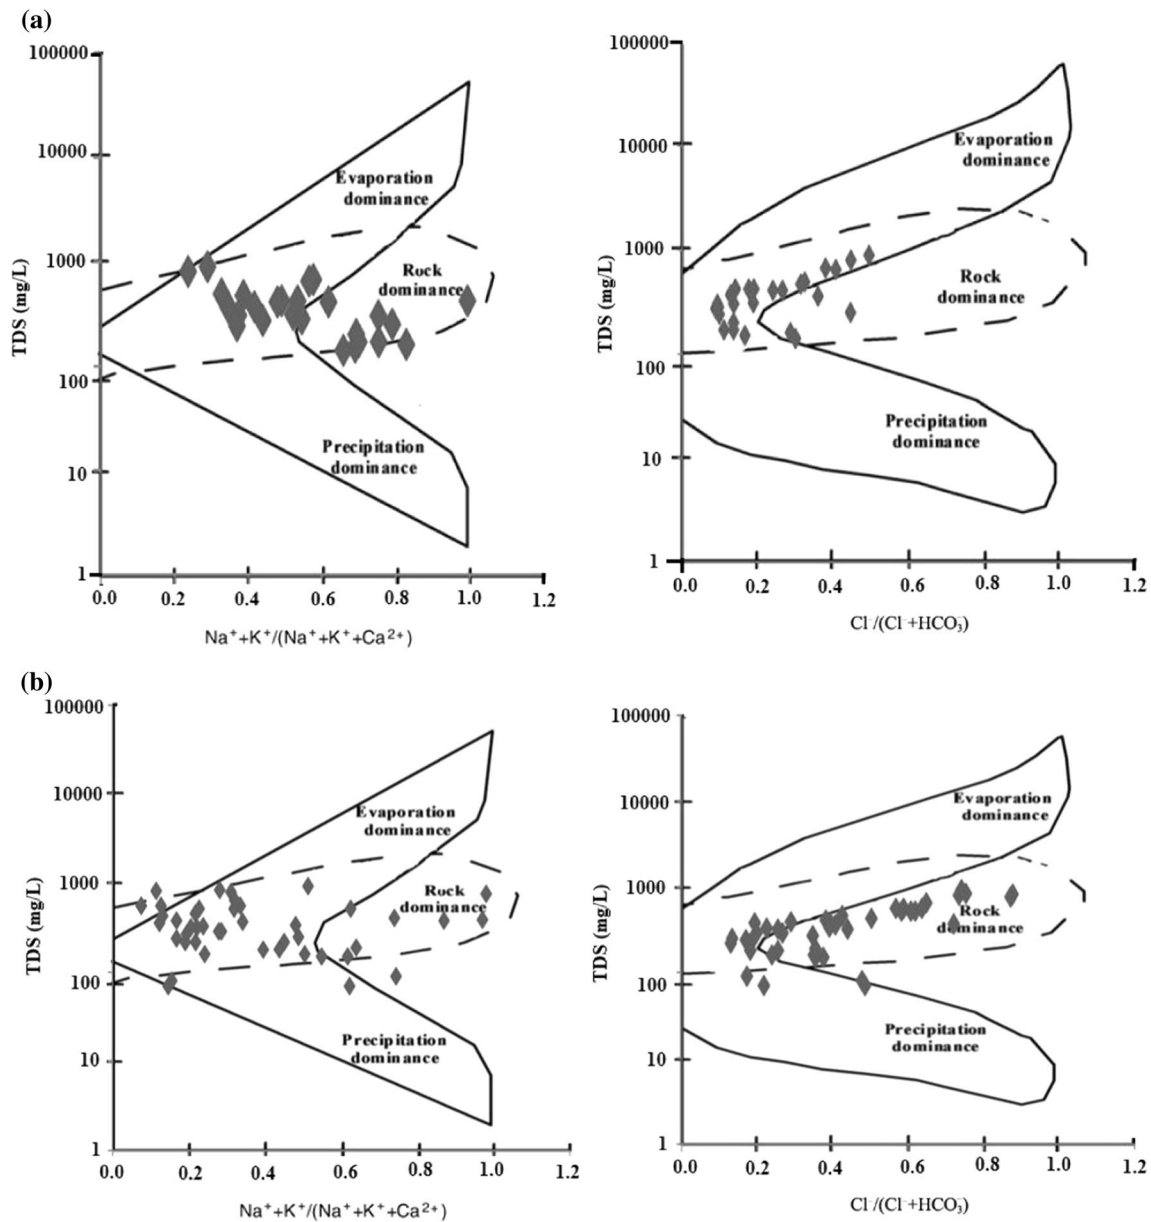 (a)
100000
10000
1000
100
10
1
TDS (mg/L)
Evaporation
dominance
Rock
dominance
Precipitation
dominance
0.0 0.2 0.4 0.6 0.8 1.0 1.2
Na⁺+K⁺/(Na⁺+K⁺+Ca²⁺)
100000
10000
1000
100
10
1
TDS (mg/L)
Evaporation
dominance
Rock
dominance
Precipitation
dominance
0.0 0.2 0.4 0.6 0.8 1.0 1.2
Cl⁻/(Cl⁻+HCO₃)
(b)
100000
10000
1000
100
10
1
TDS (mg/L)
Evaporation
dominance
Rock
dominance
Precipitation
dominance
0.0 0.2 0.4 0.6 0.8 1.0 1.2
Na⁺+K⁺/(Na⁺+K⁺+Ca²⁺)
100000
10000
1000
100
10
1
TDS (mg/L)
Evaporation
dominance
Rock
dominance
Precipitation
dominance
0.0 0.2 0.4 0.6 0.8 1.0 1.2
Cl⁻/(Cl⁻+HCO₃)